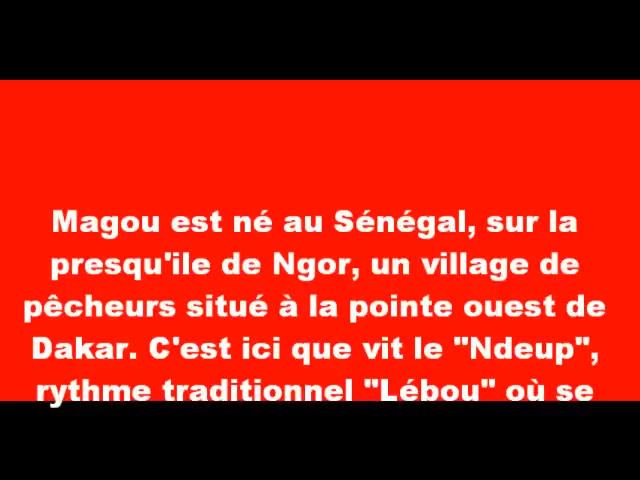 Magou est né au Sénégal, sur la
presqu'ile de Ngor, un village de
pêcheurs situé à la pointe ouest de
Dakar. C'est ici que vit le "Ndeup",
rythme traditionnel "Lébou" où se